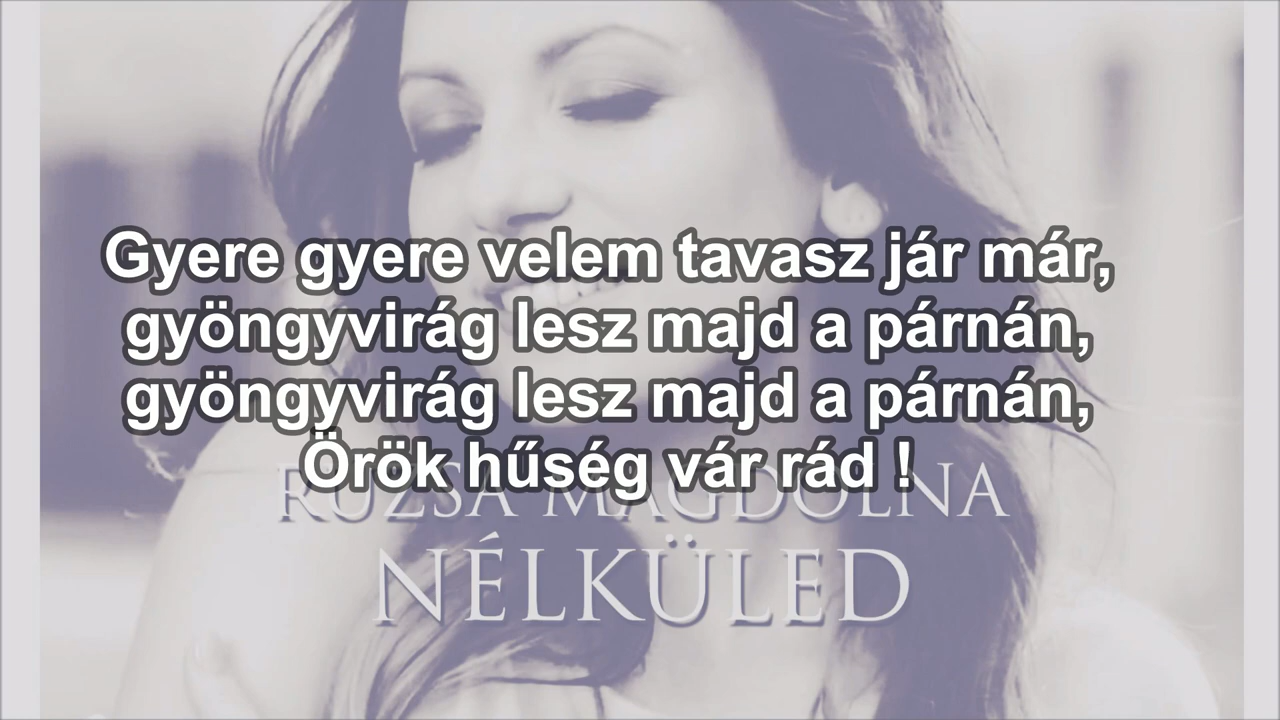 Gyere gyere velem tavasz jár már,
gyöngyvirág lesz majd a párnán,
gyöngyvirág lesz majd a párnán,
Örök hűség vár rád !
RUZSA MAGDOLNA
NÉLKÜLED